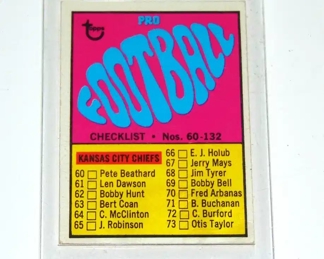 Topps
PRO
FOOTBALL
CHECKLIST • Nos. 60-132
KANSAS CITY CHIEFS
60 Pete Beathard
61 Len Dawson
62 Bobby Hunt
63 Bert Coan
64 C. McClinton
65 J. Robinson
66 E. J. Holub
67 Jerry Mays
68 Jim Tyrer
69 Bobby Bell
70 Fred Arbanas
71 B. Buchanan
72 C. Burford
73 Otis Taylor